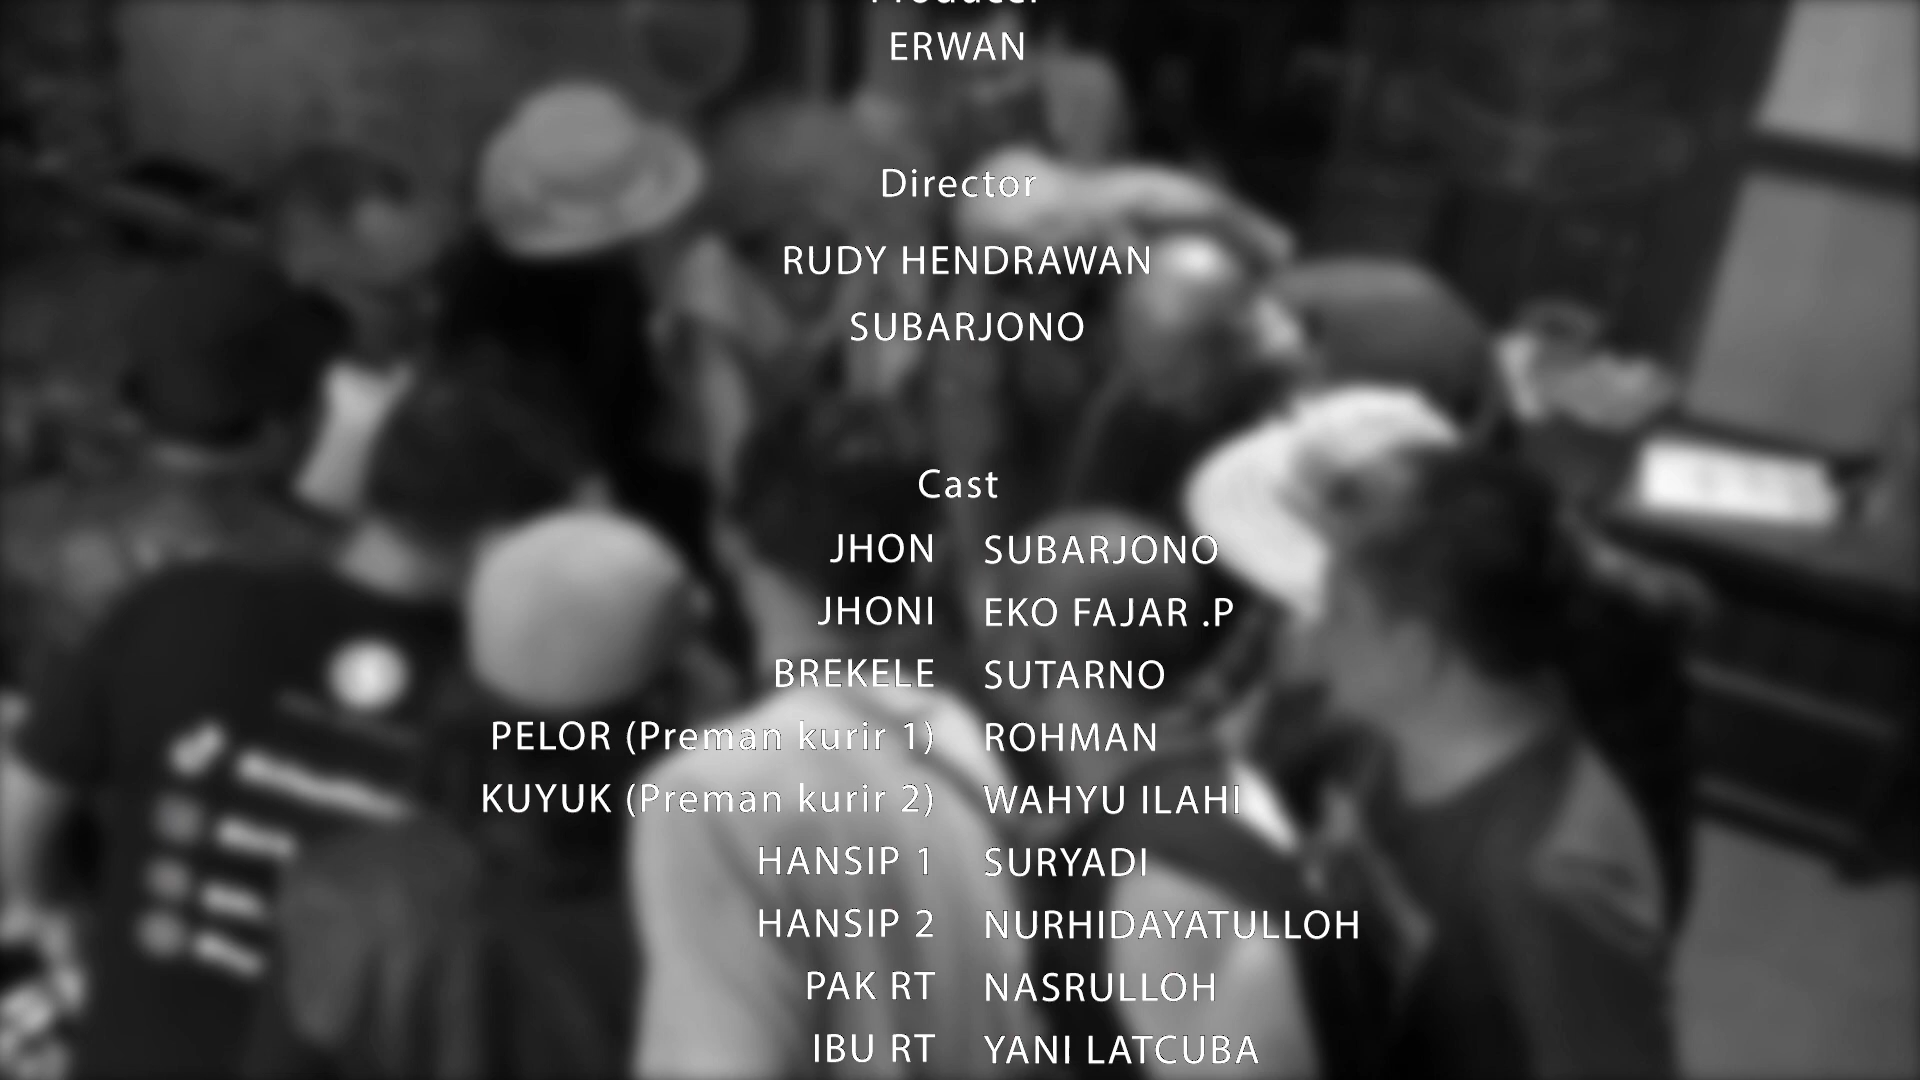 Producer
ERWAN
Director
RUDY HENDRAWAN
SUBARJONO
Cast
JHON SUBARJONO
JHONI EKO FAJAR .P
BREKELE SUTARNO
PELOR (Preman kurir 1) ROHMAN
KUYUK (Preman kurir 2) WAHYU ILAHI
HANSIP 1 SURYADI
HANSIP 2 NURHIDAYATULLOH
PAK RT NASRULLOH
IBU RT YANI LATCUBA